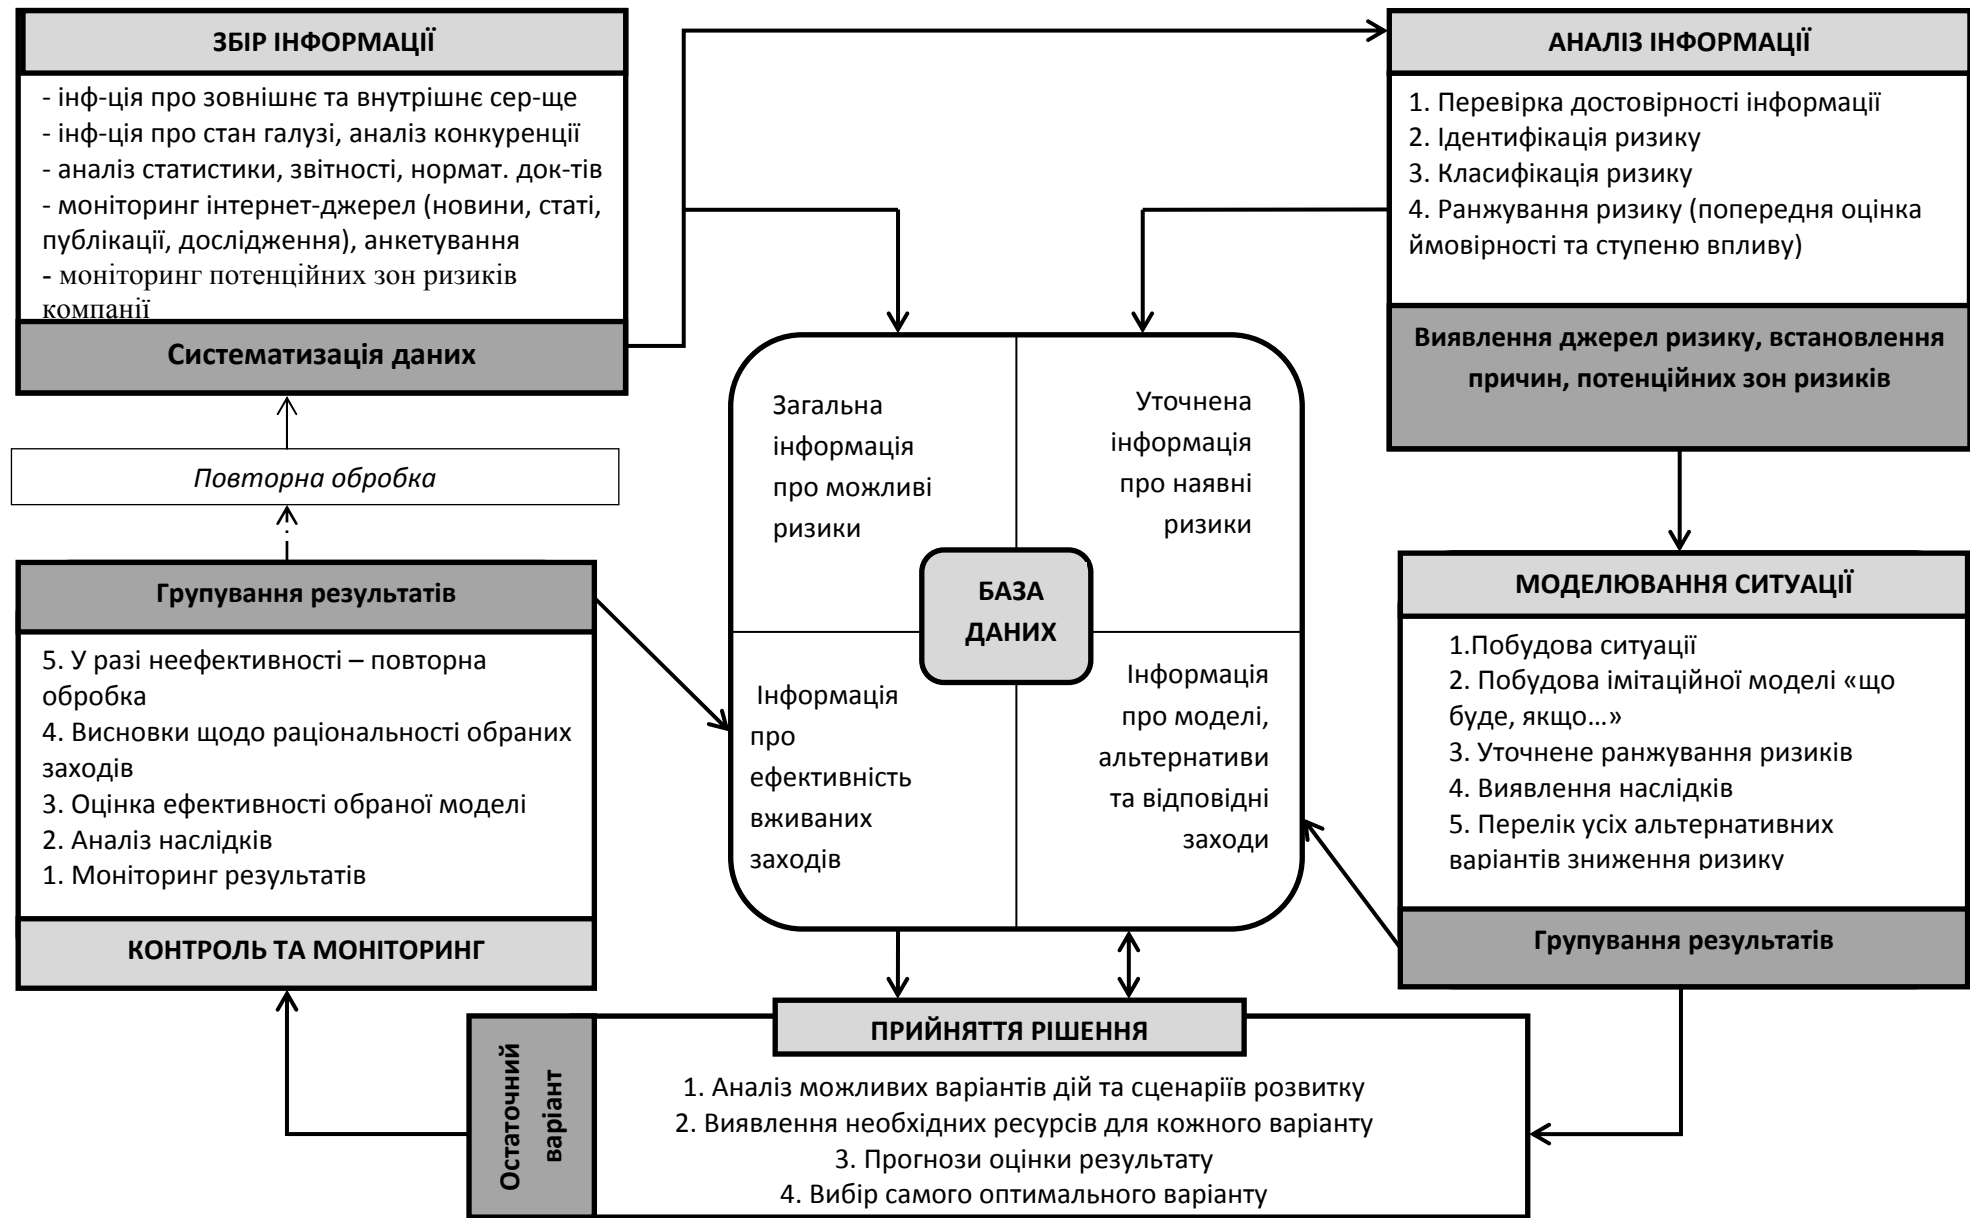 ЗБІР ІНФОРМАЦІЇ
- інф-ція про зовнішнє та внутрішнє сер-ще
- інф-ція про стан галузі, аналіз конкуренції
- аналіз статистики, звітності, нормат. док-тів
- моніторинг інтернет-джерел (новини, статі,
публікації, дослідження), анкетування
- моніторинг потенційних зон ризиків
компанії
Систематизація даних
АНАЛІЗ ІНФОРМАЦІЇ
1. Перевірка достовірності інформації
2. Ідентифікація ризику
3. Класифікація ризику
4. Ранжування ризику (попередня оцінка
ймовірності та ступеню впливу)
Виявлення джерел ризику, встановлення
причин, потенційних зон ризиків
Повторна обробка
Загальна
інформація
про можливі
ризики
Уточнена
інформація
про наявні
ризики
БАЗА
ДАНИХ
Інформація
про
ефективність
вживаних
заходів
Інформація
про моделі,
альтернативи
та відповідні
заходи
Групування результатів
5. У разі неефективності – повторна
обробка
4. Висновки щодо раціональності обраних
заходів
3. Оцінка ефективності обраної моделі
2. Аналіз наслідків
1. Моніторинг результатів
КОНТРОЛЬ ТА МОНІТОРИНГ
МОДЕЛЮВАННЯ СИТУАЦІЇ
1.Побудова ситуації
2. Побудова імітаційної моделі «що
буде, якщо…»
3. Уточнене ранжування ризиків
4. Виявлення наслідків
5. Перелік усіх альтернативних
варіантів зниження ризику
Групування результатів
Остаточний
варіант
ПРИЙНЯТТЯ РІШЕННЯ
1. Аналіз можливих варіантів дій та сценаріїв розвитку
2. Виявлення необхідних ресурсів для кожного варіанту
3. Прогнози оцінки результату
4. Вибір самого оптимального варіанту